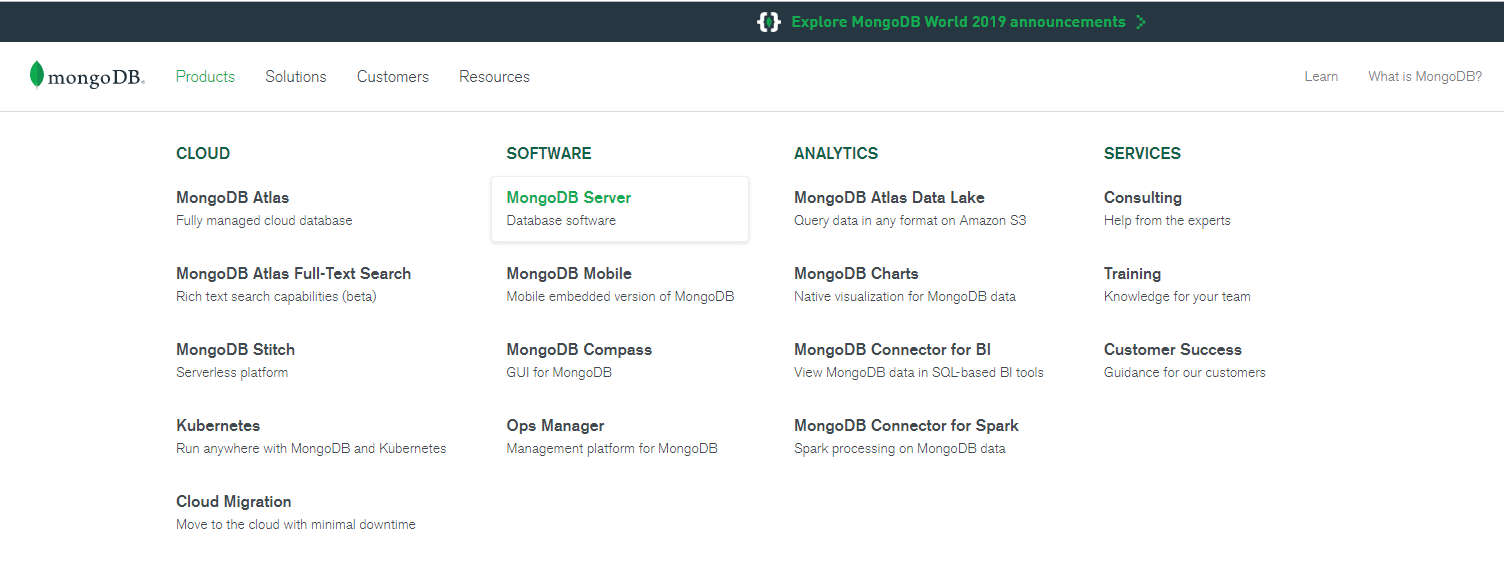 Explore MongoDB World 2019 announcements
mongoDB.
Products
Solutions
Customers
Resources
Learn
What is MongoDB?
CLOUD
MongoDB Atlas
Fully managed cloud database
MongoDB Atlas Full-Text Search
Rich text search capabilities (beta)
MongoDB Stitch
Serverless platform
Kubernetes
Run anywhere with MongoDB and Kubernetes
Cloud Migration
Move to the cloud with minimal downtime
SOFTWARE
MongoDB Server
Database software
MongoDB Mobile
Mobile embedded version of MongoDB
MongoDB Compass
GUI for MongoDB
Ops Manager
Management platform for MongoDB
ANALYTICS
MongoDB Atlas Data Lake
Query data in any format on Amazon S3
MongoDB Charts
Native visualization for MongoDB data
MongoDB Connector for BI
View MongoDB data in SQL-based BI tools
MongoDB Connector for Spark
Spark processing on MongoDB data
SERVICES
Consulting
Help from the experts
Training
Knowledge for your team
Customer Success
Guidance for our customers